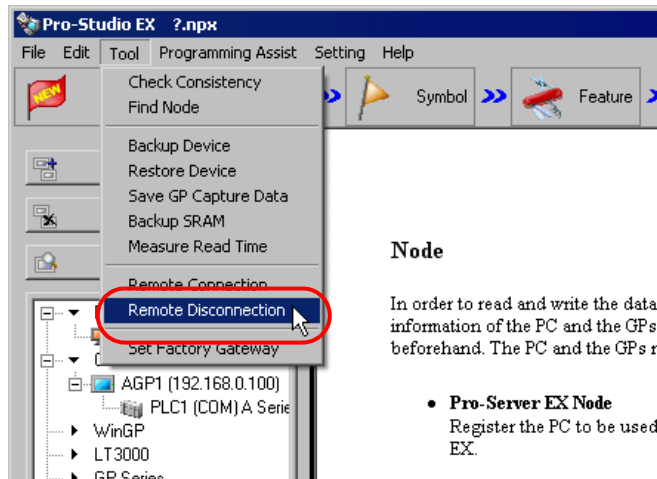 Pro-Studio EX ?.npx
File Edit Tool Programming Assist Setting Help
NEW
Symbol
Feature
Check Consistency
Find Node
Backup Device
Restore Device
Save GP Capture Data
Backup SRAM
Measure Read Time
Remote Connection
Remote Disconnection
Set Factory Gateway
AGP1 (192.168.0.100)
PLC1 (COM) A Serie
WinGP
LT3000
GP Series
Node
In order to read and write the data
information of the PC and the GPs
beforehand. The PC and the GPs r
• Pro-Server EX Node
Register the PC to be used
EX.